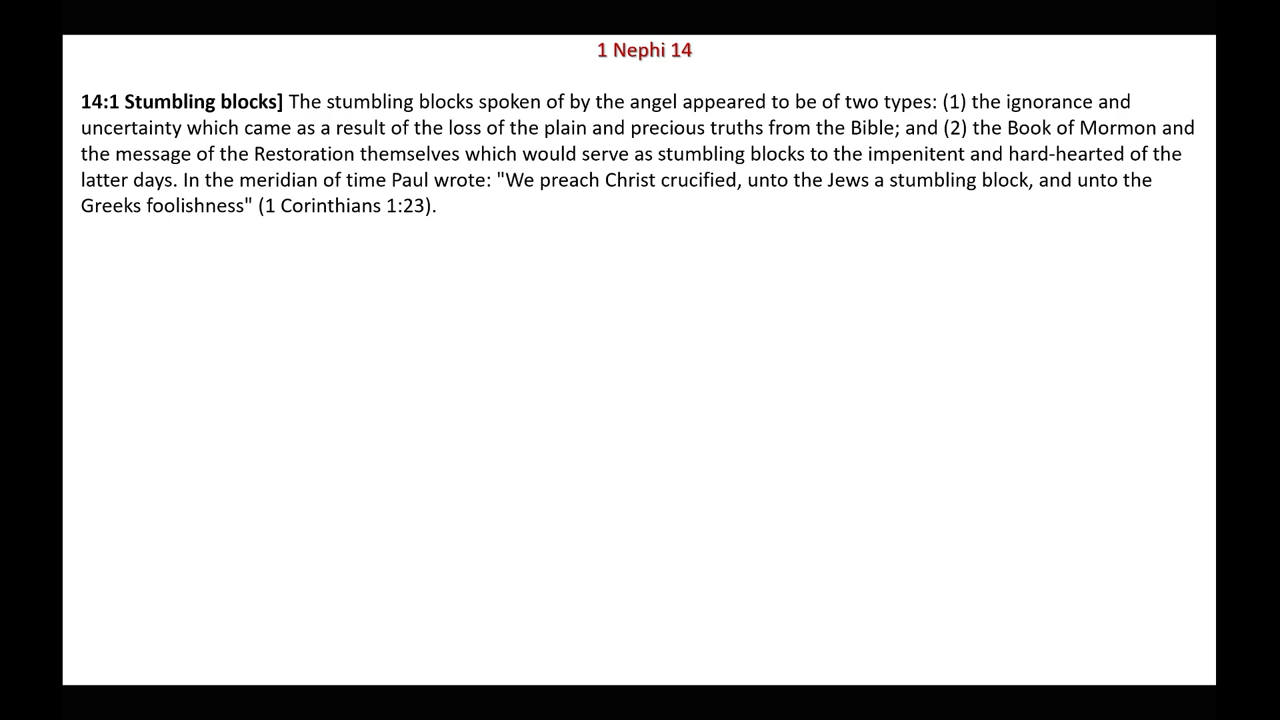 1 Nephi 14
14:1 Stumbling blocks] The stumbling blocks spoken of by the angel appeared to be of two types: (1) the ignorance and
uncertainty which came as a result of the loss of the plain and precious truths from the Bible; and (2) the Book of Mormon and
the message of the Restoration themselves which would serve as stumbling blocks to the impenitent and hard-hearted of the
latter days. In the meridian of time Paul wrote: "We preach Christ crucified, unto the Jews a stumbling block, and unto the
Greeks foolishness" (1 Corinthians 1:23).